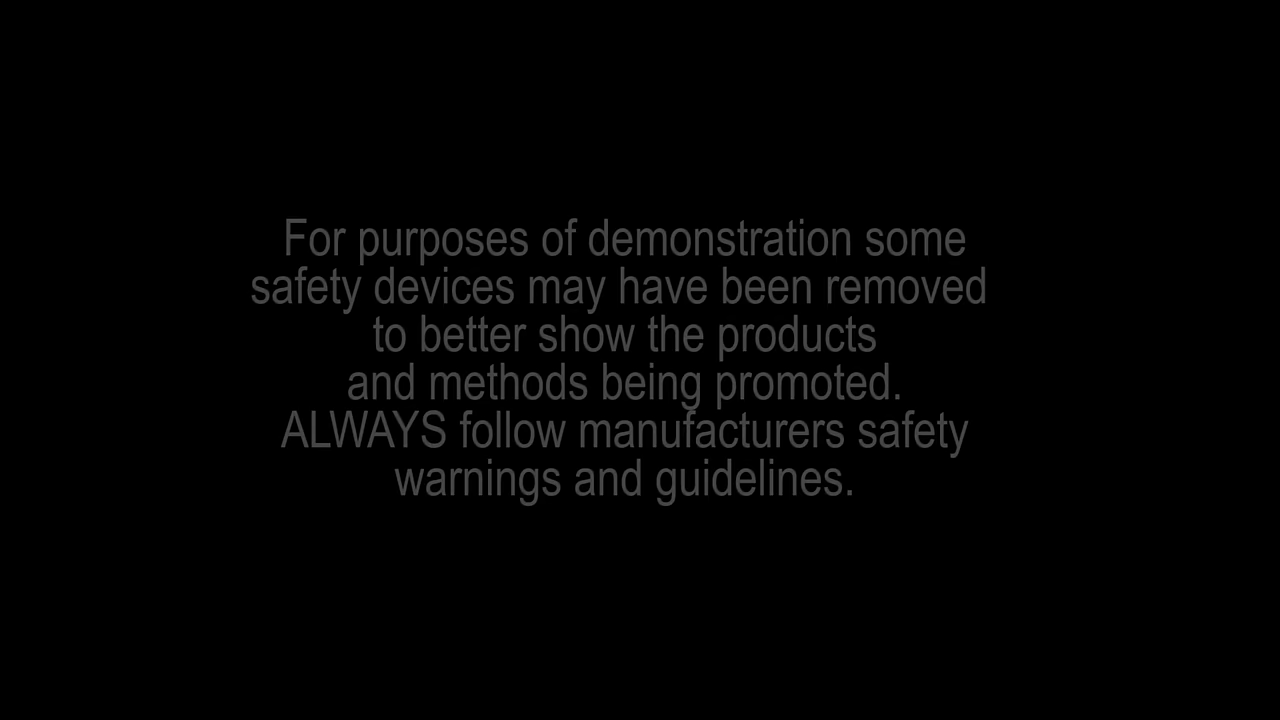 For purposes of demonstration some
safety devices may have been removed
to better show the products
and methods being promoted.
ALWAYS follow manufacturers safety
warnings and guidelines.